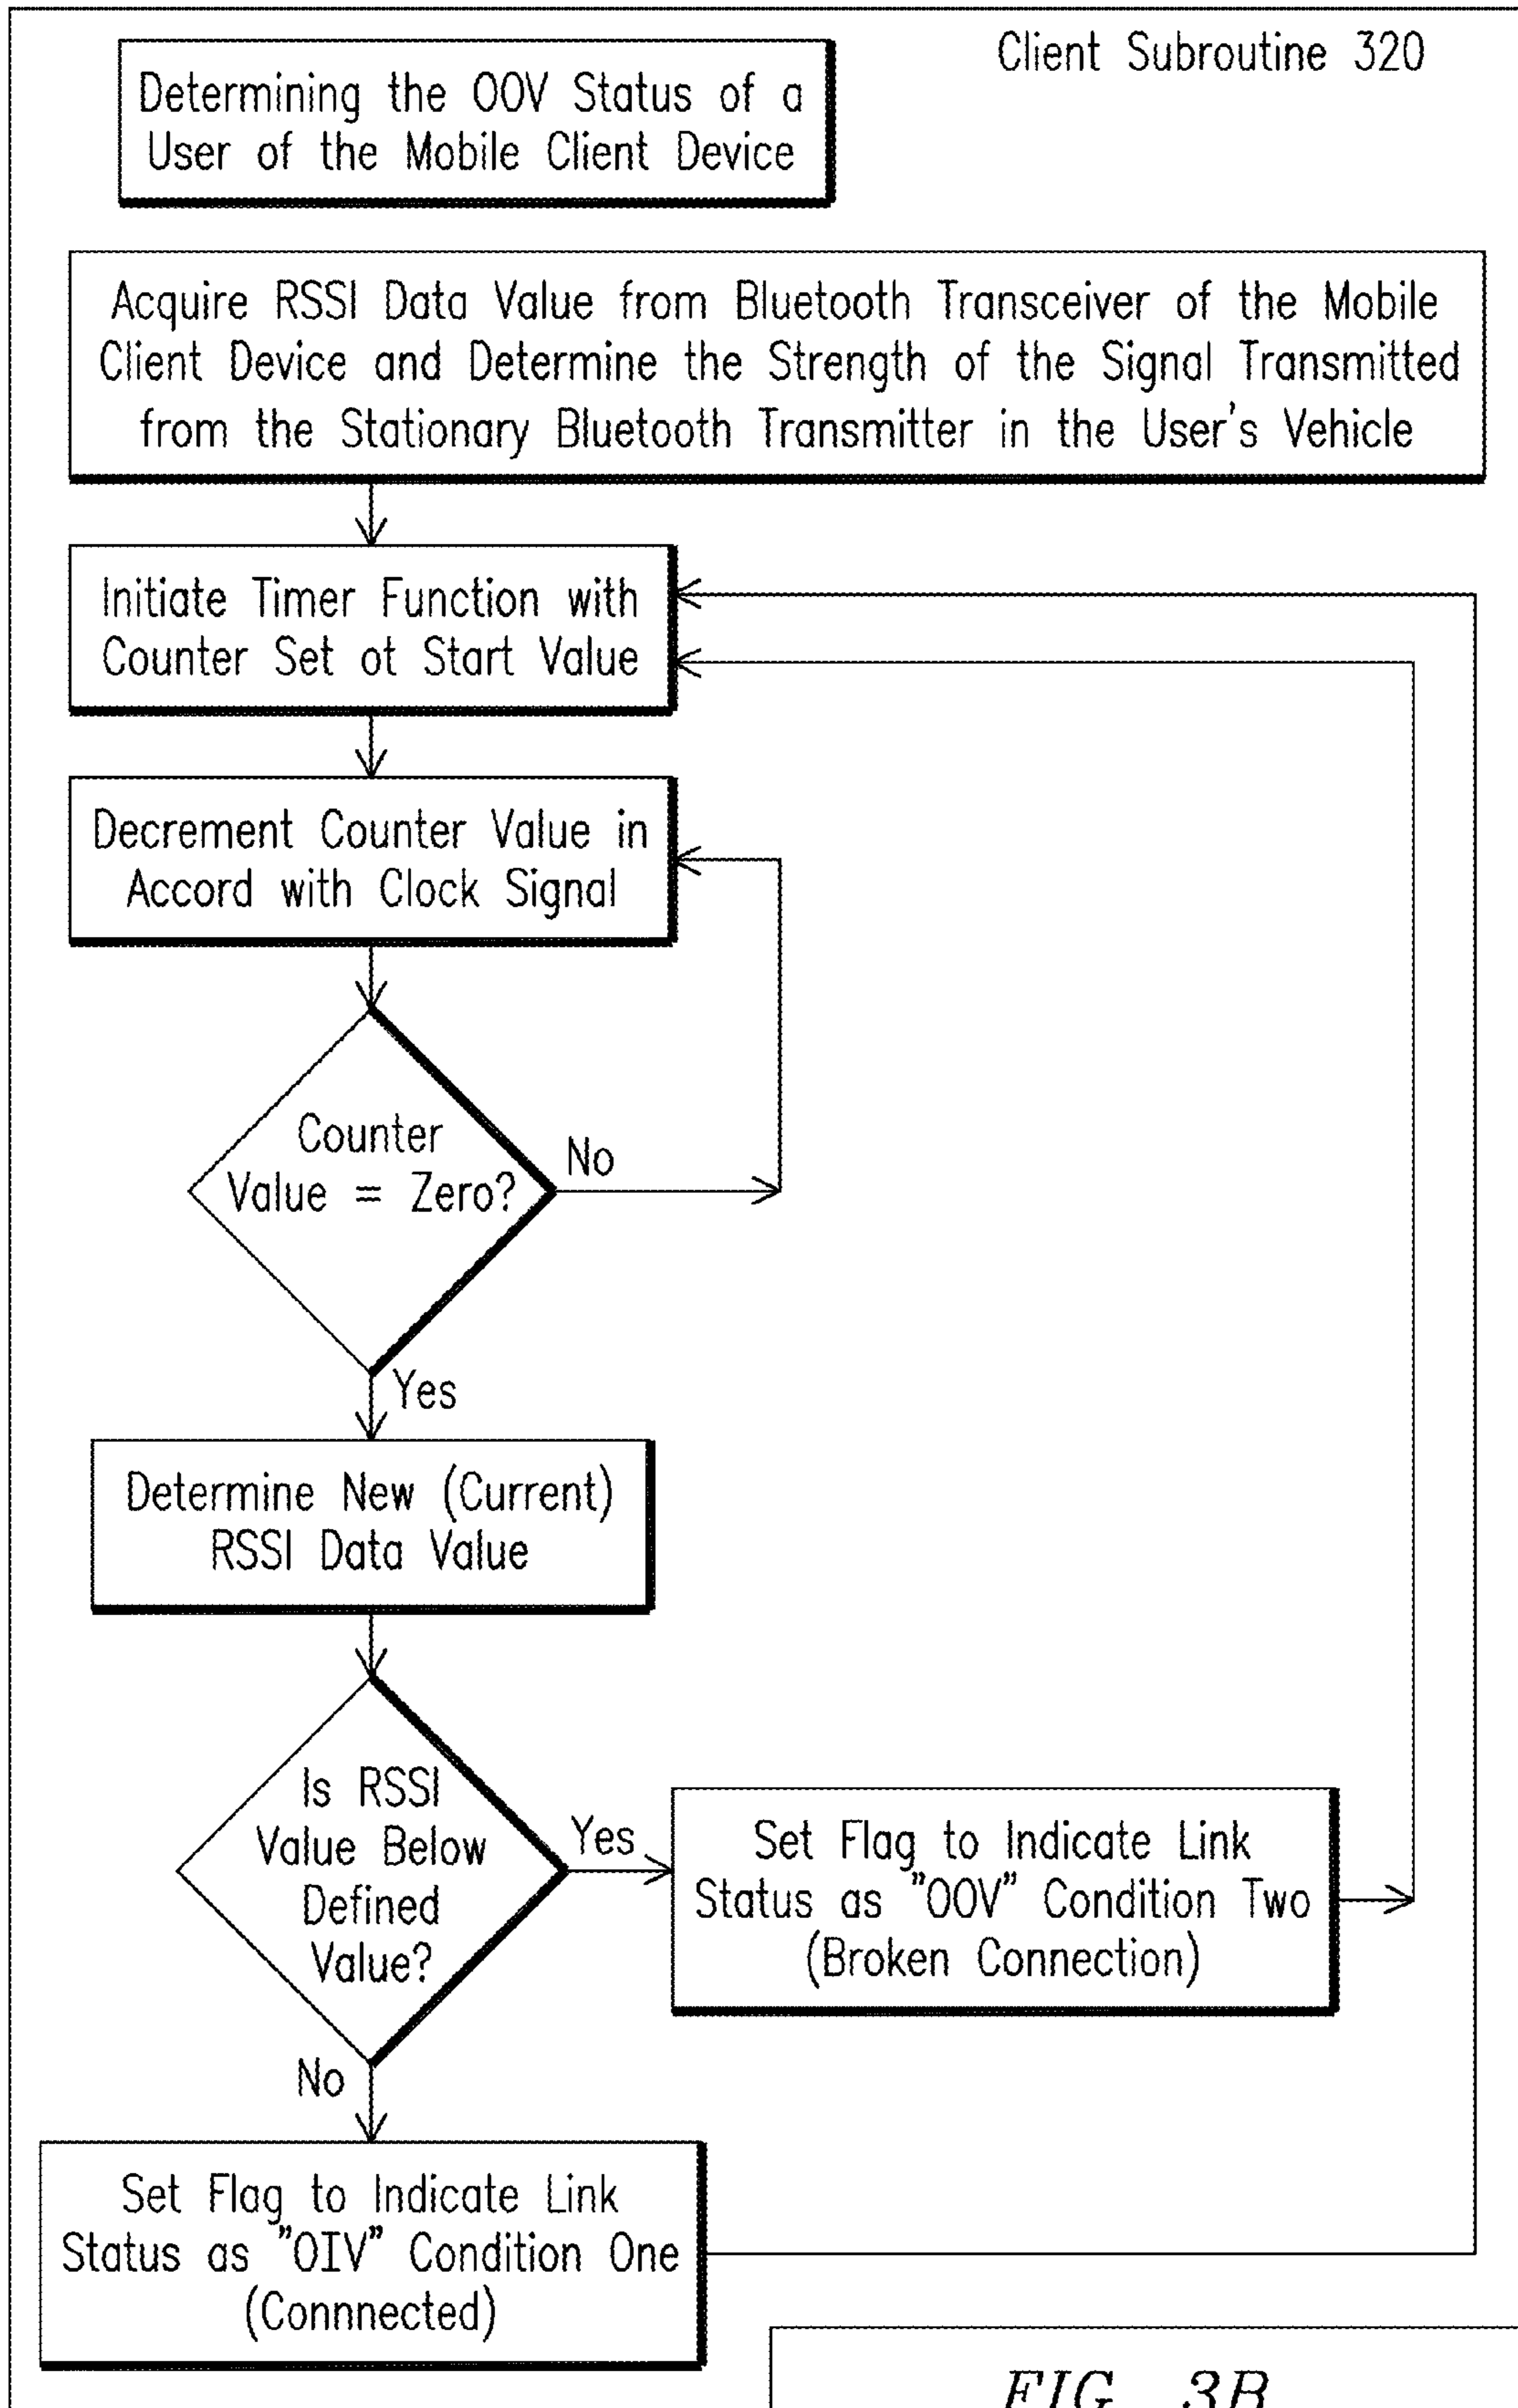 Client Subroutine 320
Determining the OOV Status of a
User of the Mobile Client Device
Acquire RSSI Data Value from Bluetooth Transceiver of the Mobile
Client Device and Determine the Strength of the Signal Transmitted
from the Stationary Bluetooth Transmitter in the User's Vehicle
Initiate Timer Function with
Counter Set ot Start Value
Decrement Counter Value in
Accord with Clock Signal
Counter
Value = Zero?
No
Yes
Determine New (Current)
RSSI Data Value
Is RSSI
Value Below
Defined
Value?
Yes
Set Flag to Indicate Link
Status as "OOV" Condition Two
(Broken Connection)
No
Set Flag to Indicate Link
Status as "OIV" Condition One
(Connnected)
FIG. 3B